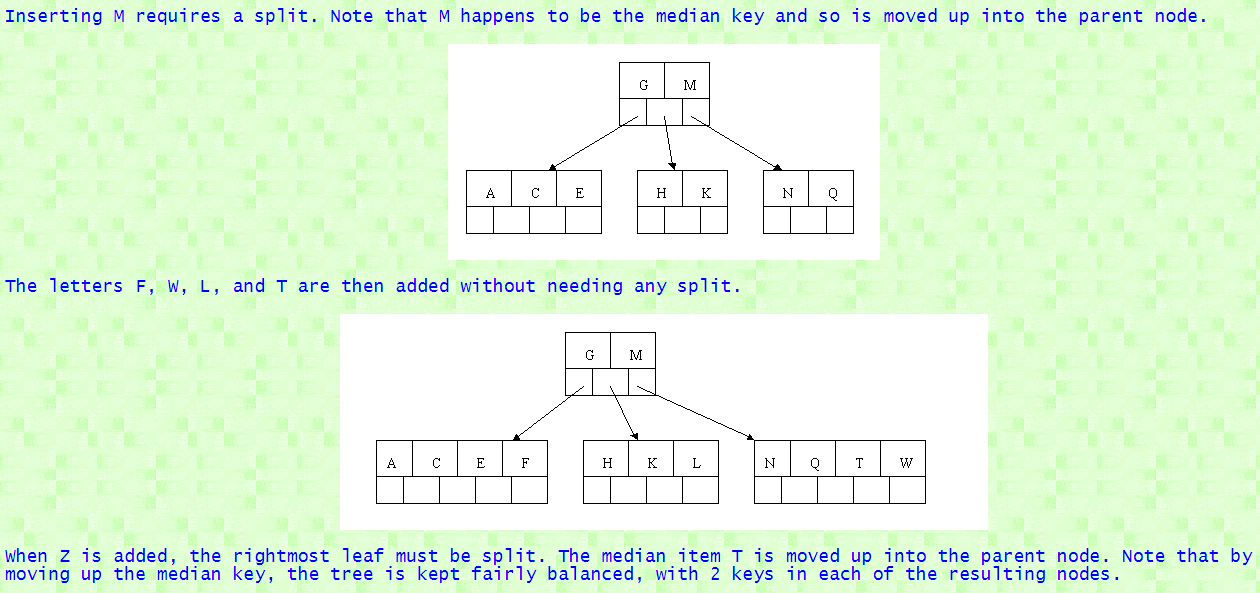 Inserting M requires a split. Note that M happens to be the median key and so is moved up into the parent node.
G M
A C E H K N Q
The letters F, W, L, and T are then added without needing any split.
G M
A C E F H K L N Q T W
When Z is added, the rightmost leaf must be split. The median item T is moved up into the parent node. Note that by
moving up the median key, the tree is kept fairly balanced, with 2 keys in each of the resulting nodes.